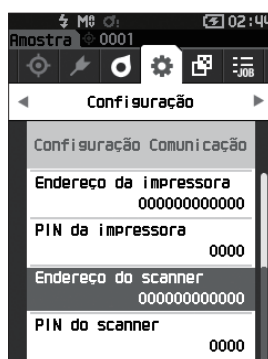 M0 02:44
Amostra 0001
JOB
Configuração
Configuração Comunicação
Endereço da impressora
000000000000
PIN da impressora
0000
Endereço do scanner
000000000000
PIN do scanner
0000